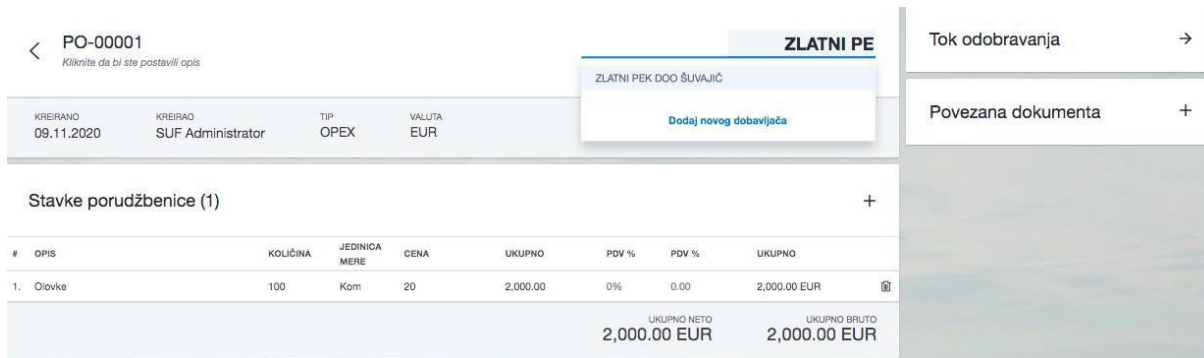 PO-00001
Kliknite da bi ste postavili opis
ZLATNI PE
ZLATNI PEK DOO ŠUVAJIĆ
Dodaj novog dobavljača
KREIRANO KREIRAO TIP VALUTA
09.11.2020 SUF Administrator OPEX EUR
Stavke porudžbenice (1)
# OPIS KOLIČINA JEDINICA MERE CENA UKUPNO PDV % PDV % UKUPNO
1. Olovke 100 Kom 20 2,000.00 0% 0.00 2,000.00 EUR
UKUPNO NETO UKUPNO BRUTO
2,000.00 EUR 2,000.00 EUR
Tok odobravanja
Povezana dokumenta